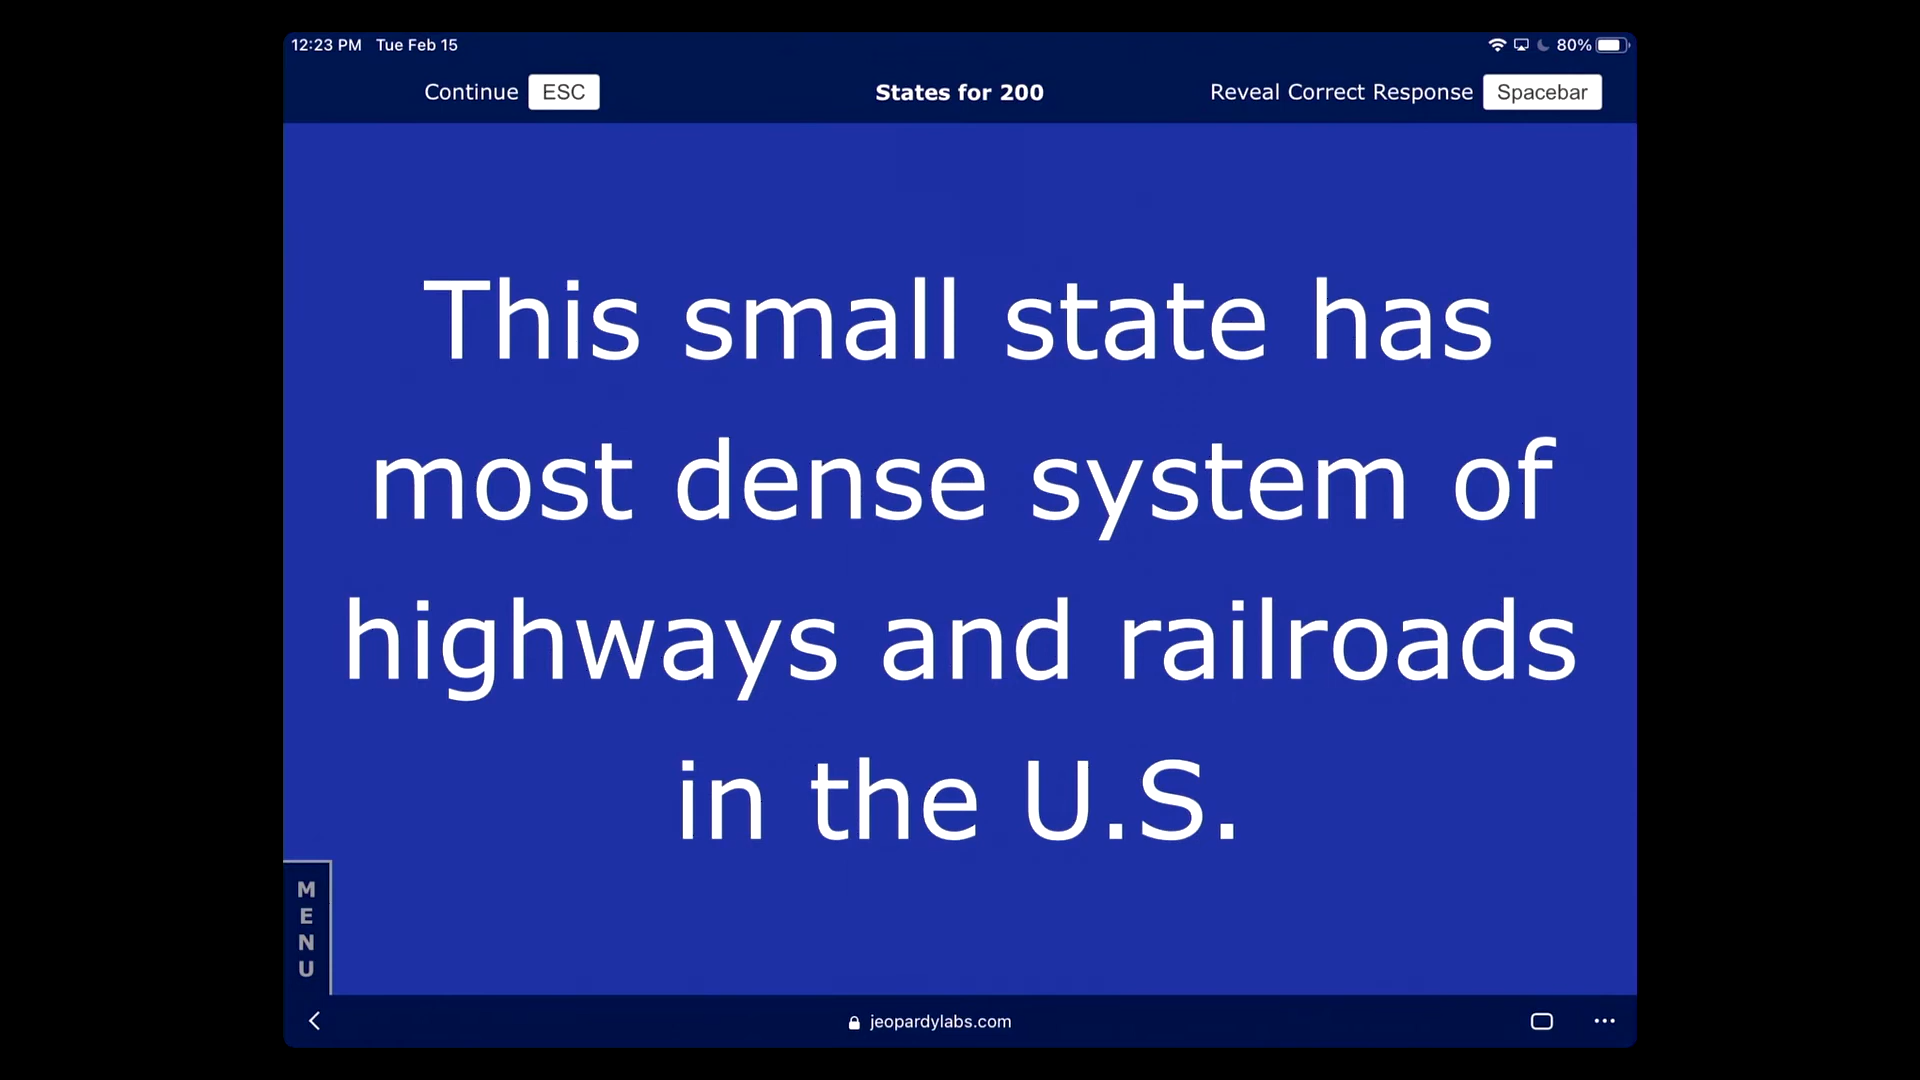 12:23 PM Tue Feb 15
80%
Continue ESC
States for 200
Reveal Correct Response Spacebar
This small state has
most dense system of
highways and railroads
in the U.S.
MENU
jeopardylabs.com